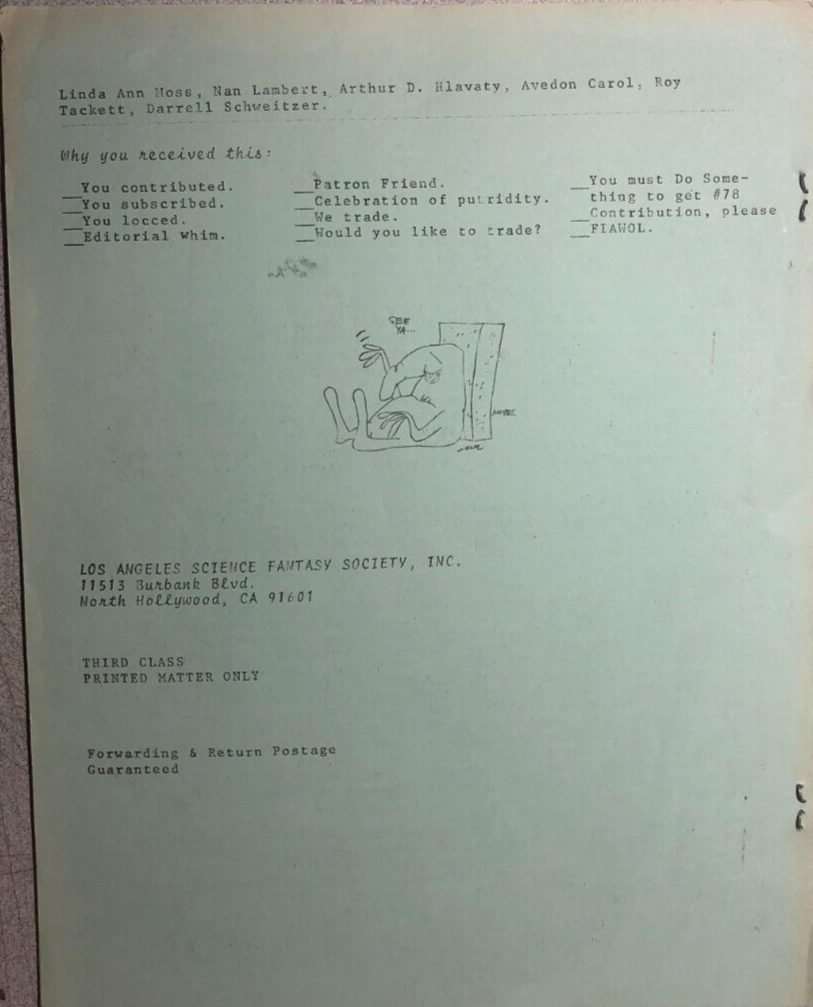 Linda Ann Moss, Nan Lambert, Arthur D. Hlavaty, Avedon Carol, Roy
Tackett, Darrell Schweitzer.
Why you received this:
__You contributed.
__You subscribed.
__You locced.
__Editorial whim.
__Patron Friend.
__Celebration of putridity.
__We trade.
__Would you like to trade?
__You must Do Some-
thing to get #78
__Contribution, please
__FIAWOL.
SEE
YA...
LOS ANGELES SCIENCE FANTASY SOCIETY, INC.
11513 Burbank Blvd.
North Hollywood, CA 91601
THIRD CLASS
PRINTED MATTER ONLY
Forwarding & Return Postage
Guaranteed